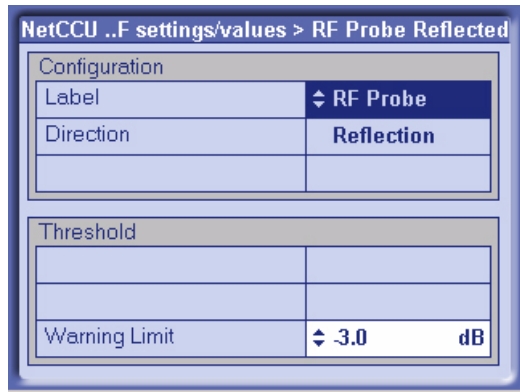 NetCCU ..F settings/values > RF Probe Reflected
Configuration
Label RF Probe
Direction Reflection
Threshold
Warning Limit -3.0 dB